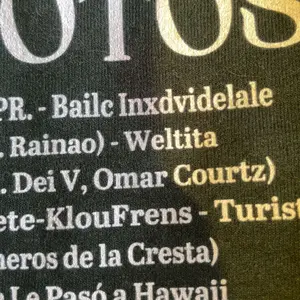 OTOS
PR. - Bailc Inxdvidelale
. Rainao) - Weltita
. Dei V, Omar Courtz)
ete-KlouFrens - Turist
neros de la Cresta)
Le Pasó a Hawaii